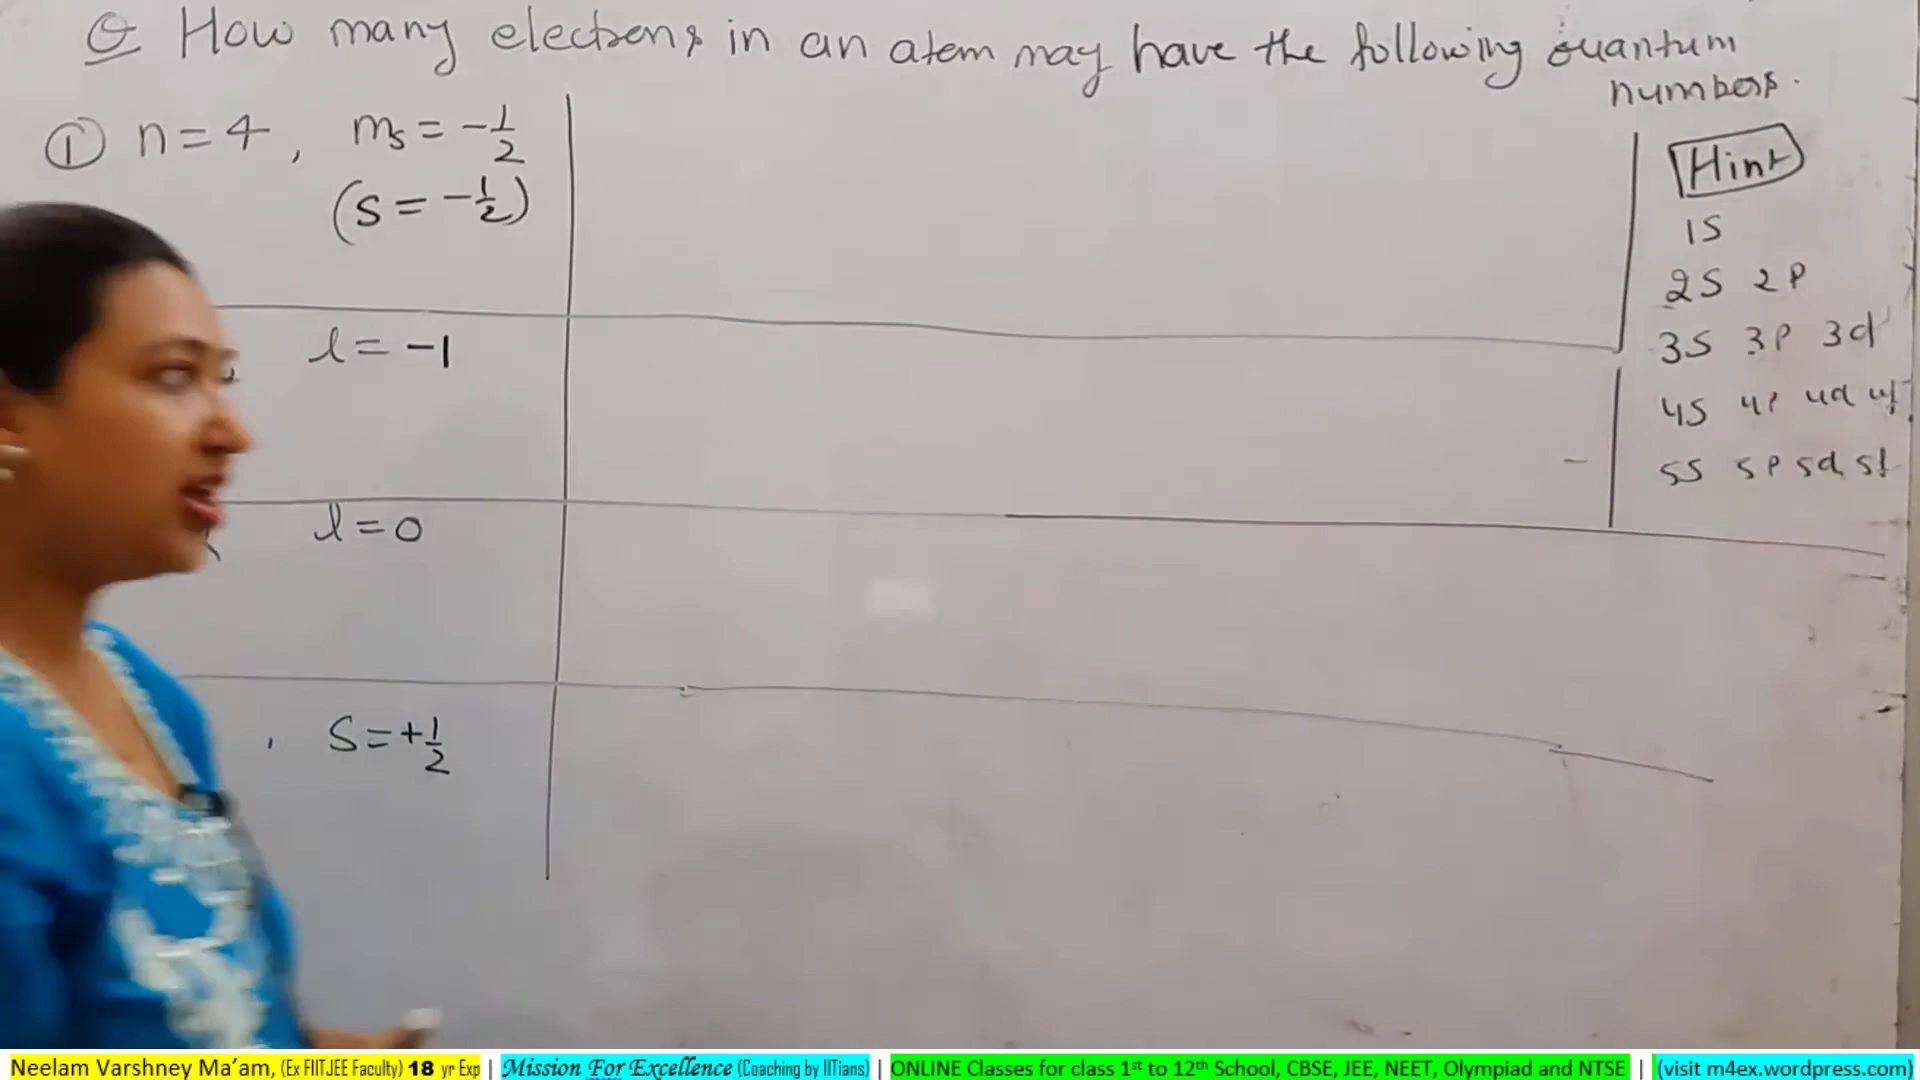 Q How many electrons in an atom may have the following quantum
numbers.
① n = 4 , ms = -1/2
(s = -1/2)
l = -1
l = 0
, S = +1/2
Hint
1S
2S 2P
3S 3P 3d
4S 4P 4d 4f
5S 5P 5d 5f
Neelam Varshney Ma'am, (Ex FIITJEE Faculty) 18 yr Exp | Mission For Excellence (Coaching by IITians) | ONLINE Classes for class 1st to 12th School, CBSE, JEE, NEET, Olympiad and NTSE | (visit m4ex.wordpress.com)